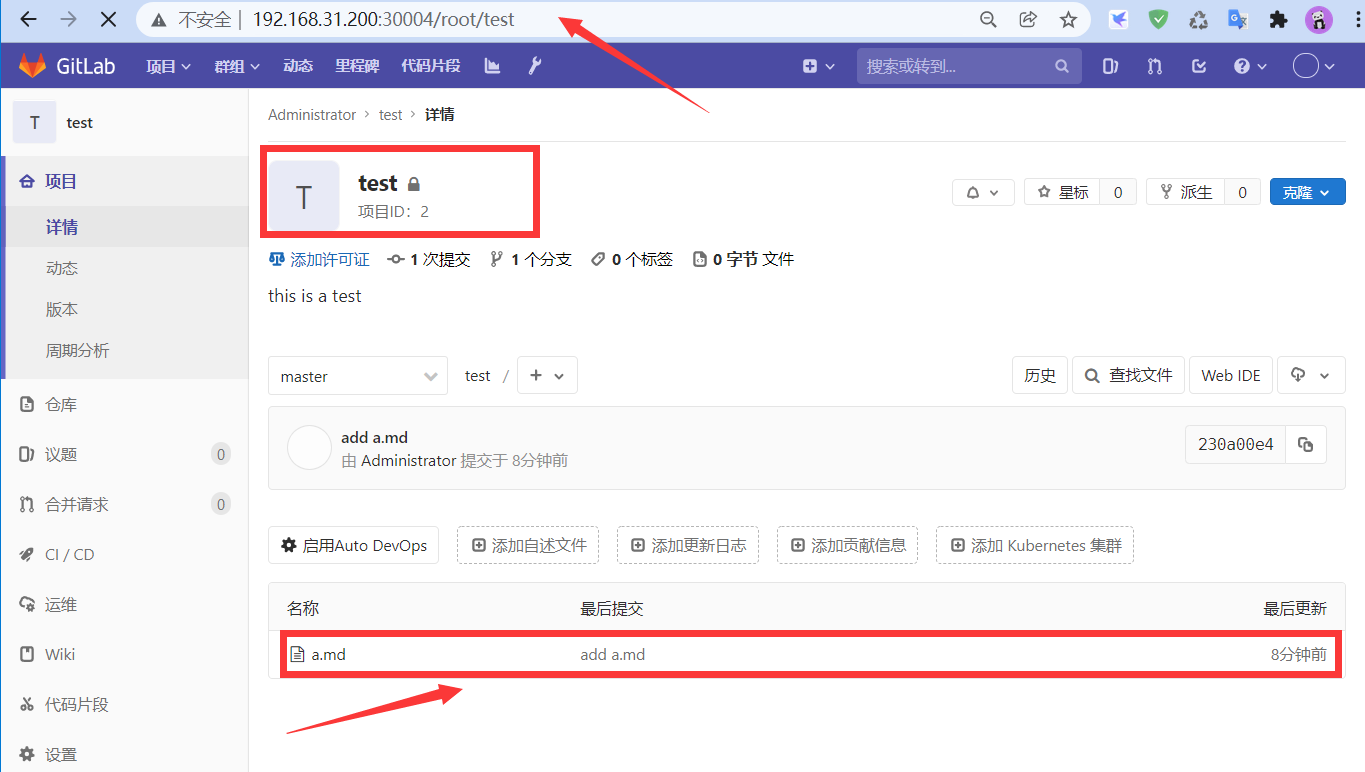 不安全 | 192.168.31.200:30004/root/test
GitLab 项目 群组 动态 里程碑 代码片段 搜索或转到...
T test
Administrator > test > 详情
项目
详情
动态
版本
周期分析
仓库
议题 0
合并请求 0
CI / CD
运维
Wiki
代码片段
设置
T
test
项目ID: 2
星标 0 派生 0 克隆
添加许可证 1 次提交 1 个分支 0 个标签 0 字节 文件
this is a test
master test / + 历史 查找文件 Web IDE
add a.md
由 Administrator 提交于 8分钟前
230a00e4
启用Auto DevOps 添加自述文件 添加更新日志 添加贡献信息 添加 Kubernetes 集群
名称 最后提交 最后更新
a.md add a.md 8分钟前